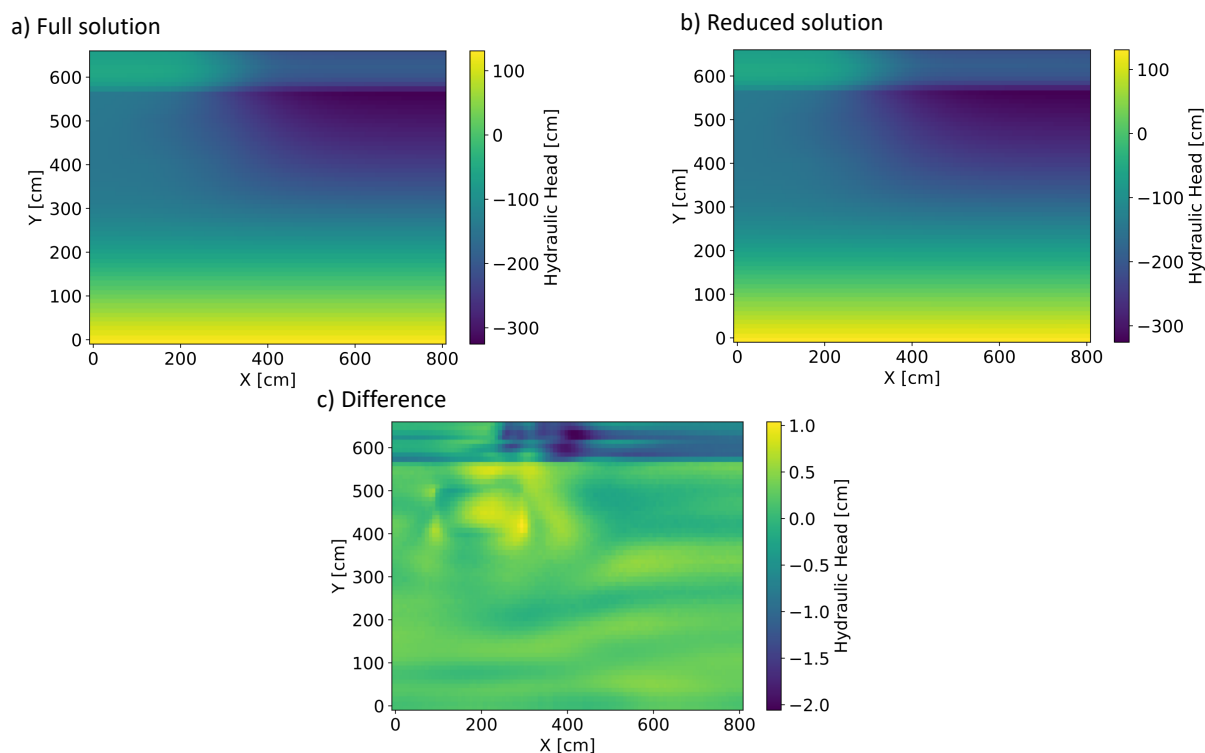 a) Full solution
600
500
400
300
200
100
0
Y [cm]
0 200 400 600 800
X [cm]
100
0
−100
−200
−300
Hydraulic Head [cm]
b) Reduced solution
600
500
400
300
200
100
0
Y [cm]
0 200 400 600 800
X [cm]
100
0
−100
−200
−300
Hydraulic Head [cm]
c) Difference
600
500
400
300
200
100
0
Y [cm]
0 200 400 600 800
X [cm]
1.0
0.5
0.0
−0.5
−1.0
−1.5
−2.0
Hydraulic Head [cm]